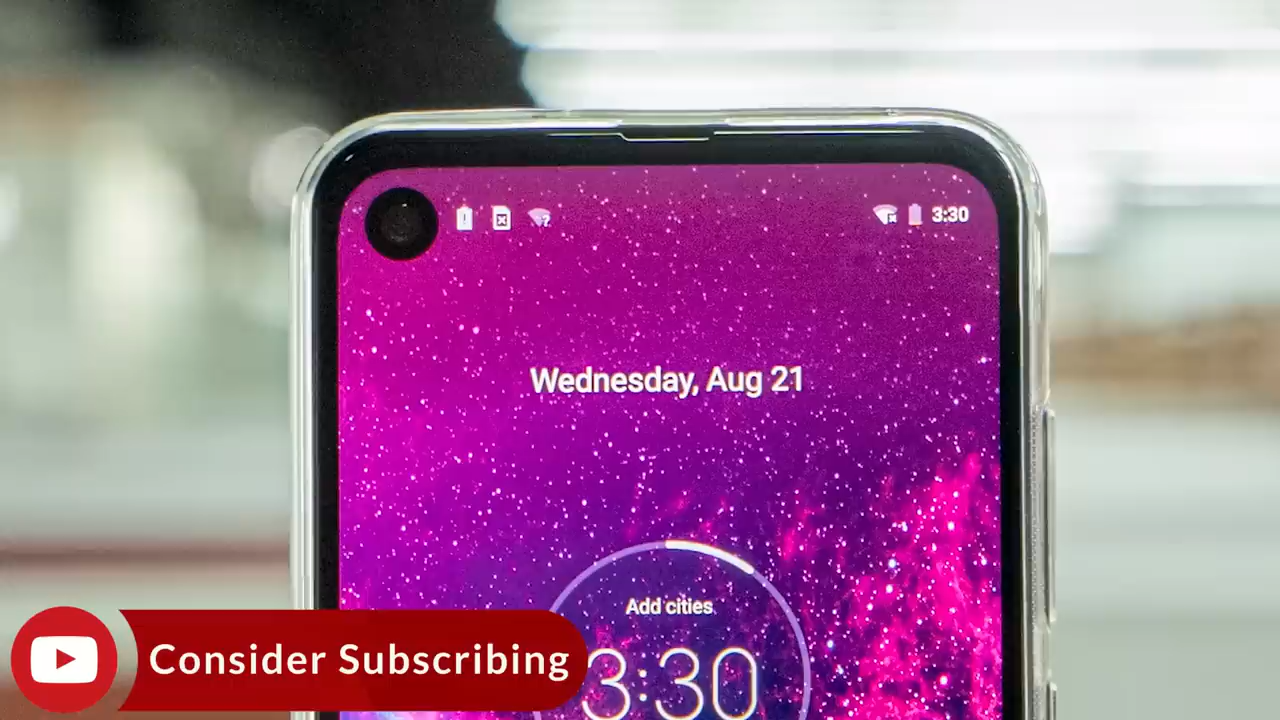 3:30
Wednesday, Aug 21
Add cities
3:30
Consider Subscribing